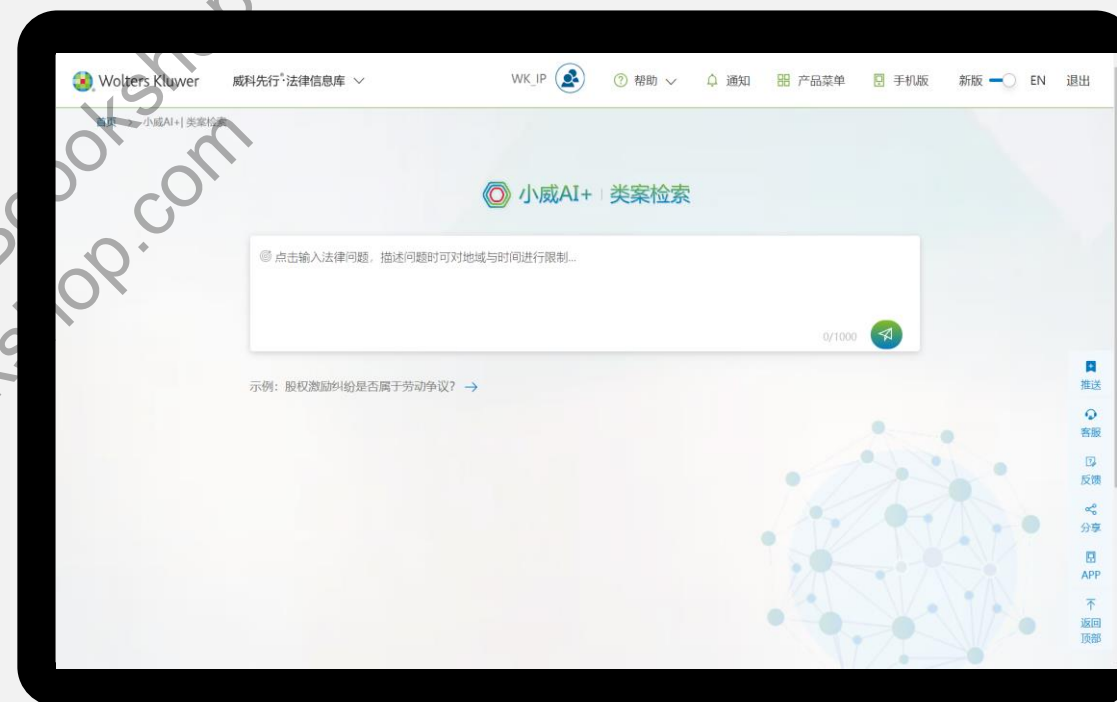 Wolters Kluwer 威科先行®法律信息库 WK_IP 帮助 通知 产品菜单 手机版 新版 EN 退出
首页 > 小威AI+| 类案检索
小威AI+ | 类案检索
点击输入法律问题，描述问题时可对地域与时间进行限制...
0/1000
示例：股权激励纠纷是否属于劳动争议? →
推送
客服
反馈
分享
APP
返回
顶部